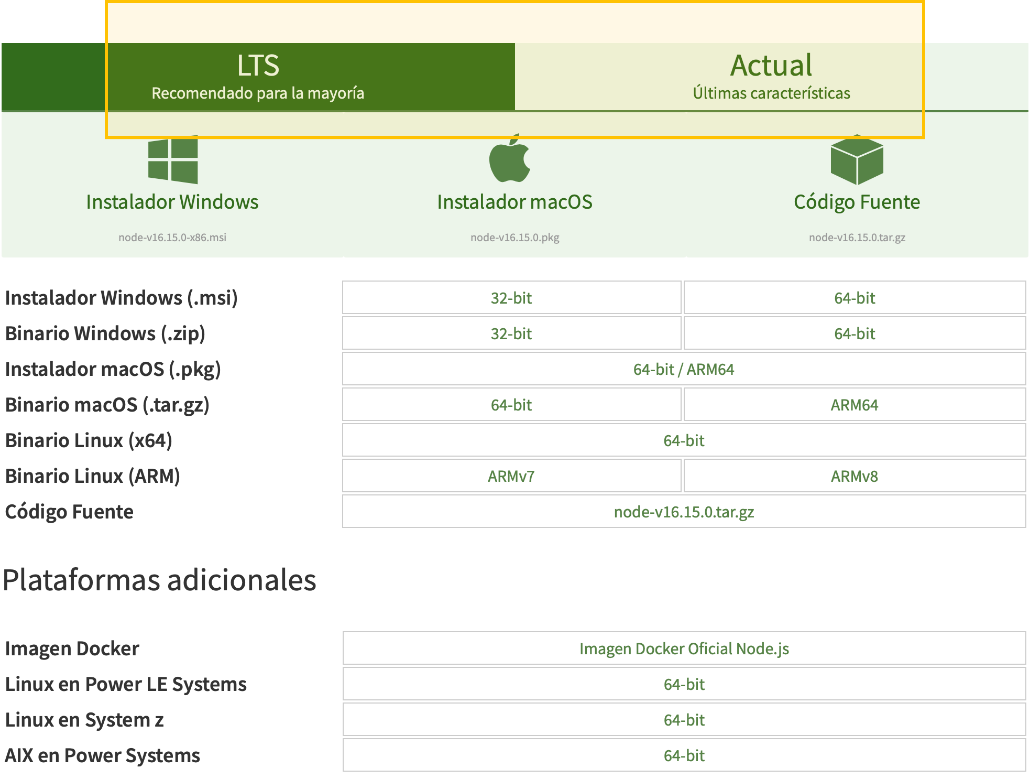 LTS
Recomendado para la mayoría
Actual
Últimas características
Instalador Windows
node-v16.15.0-x86.msi
Instalador macOS
node-v16.15.0.pkg
Código Fuente
node-v16.15.0.tar.gz
Instalador Windows (.msi) 32-bit 64-bit
Binario Windows (.zip) 32-bit 64-bit
Instalador macOS (.pkg) 64-bit / ARM64
Binario macOS (.tar.gz) 64-bit ARM64
Binario Linux (x64) 64-bit
Binario Linux (ARM) ARMv7 ARMv8
Código Fuente node-v16.15.0.tar.gz
Plataformas adicionales
Imagen Docker Imagen Docker Oficial Node.js
Linux en Power LE Systems 64-bit
Linux en System z 64-bit
AIX en Power Systems 64-bit